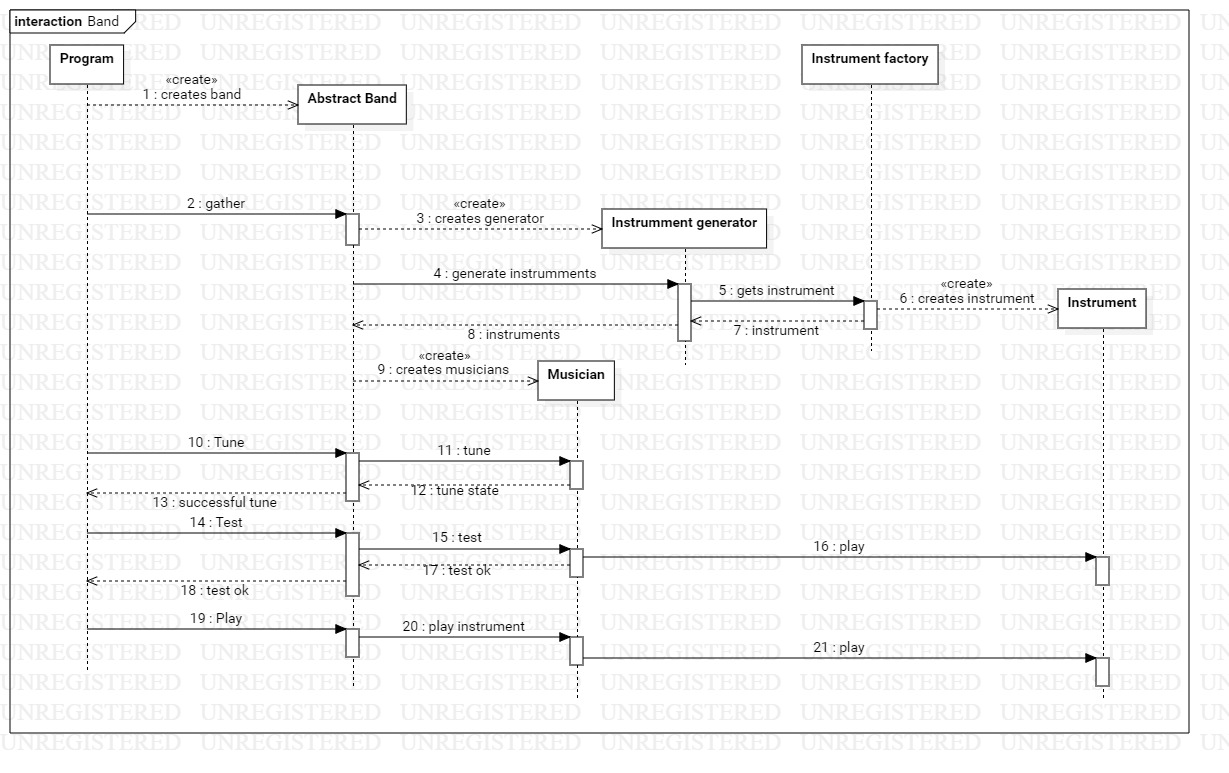 interaction Band
Program
Instrument factory
«create»
1 : creates band
Abstract Band
2 : gather
«create»
3 : creates generator
Instrumment generator
4 : generate instrumments
5 : gets instrument
«create»
6 : creates instrument
Instrument
7 : instrument
8 : instruments
«create»
9 : creates musicians
Musician
10 : Tune
11 : tune
12 : tune state
13 : successful tune
14 : Test
15 : test
16 : play
17 : test ok
18 : test ok
19 : Play
20 : play instrument
21 : play
UNREGISTERED